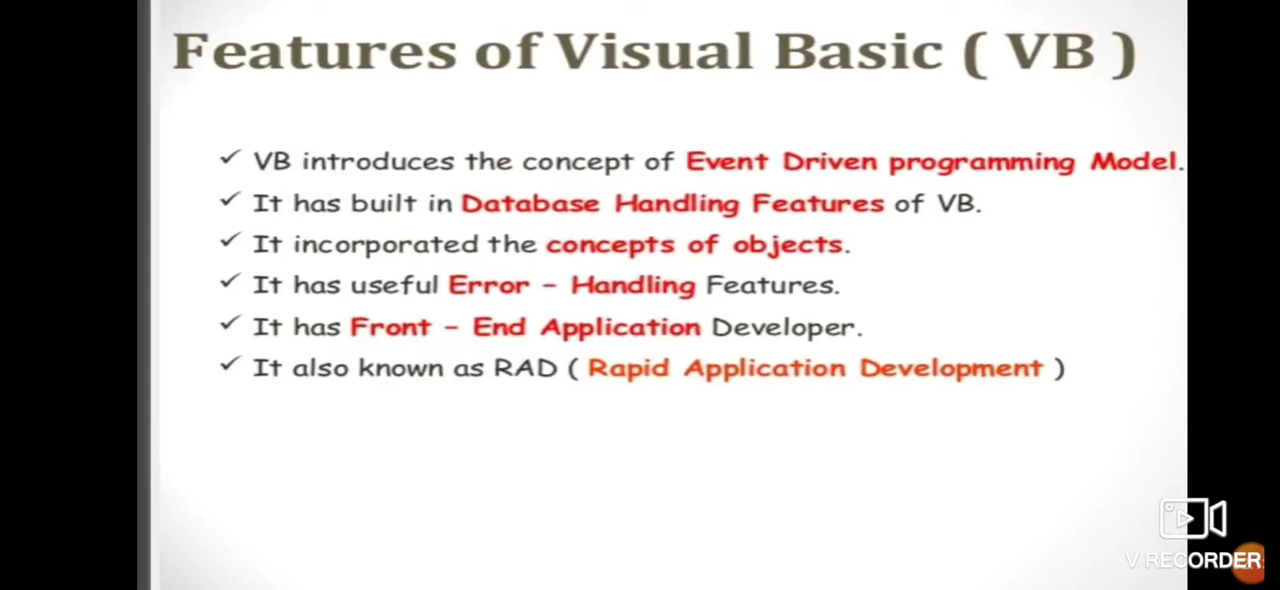 Features of Visual Basic ( VB )
✓ VB introduces the concept of Event Driven programming Model.
✓ It has built in Database Handling Features of VB.
✓ It incorporated the concepts of objects.
✓ It has useful Error - Handling Features.
✓ It has Front - End Application Developer.
✓ It also known as RAD ( Rapid Application Development )
V RECORDER